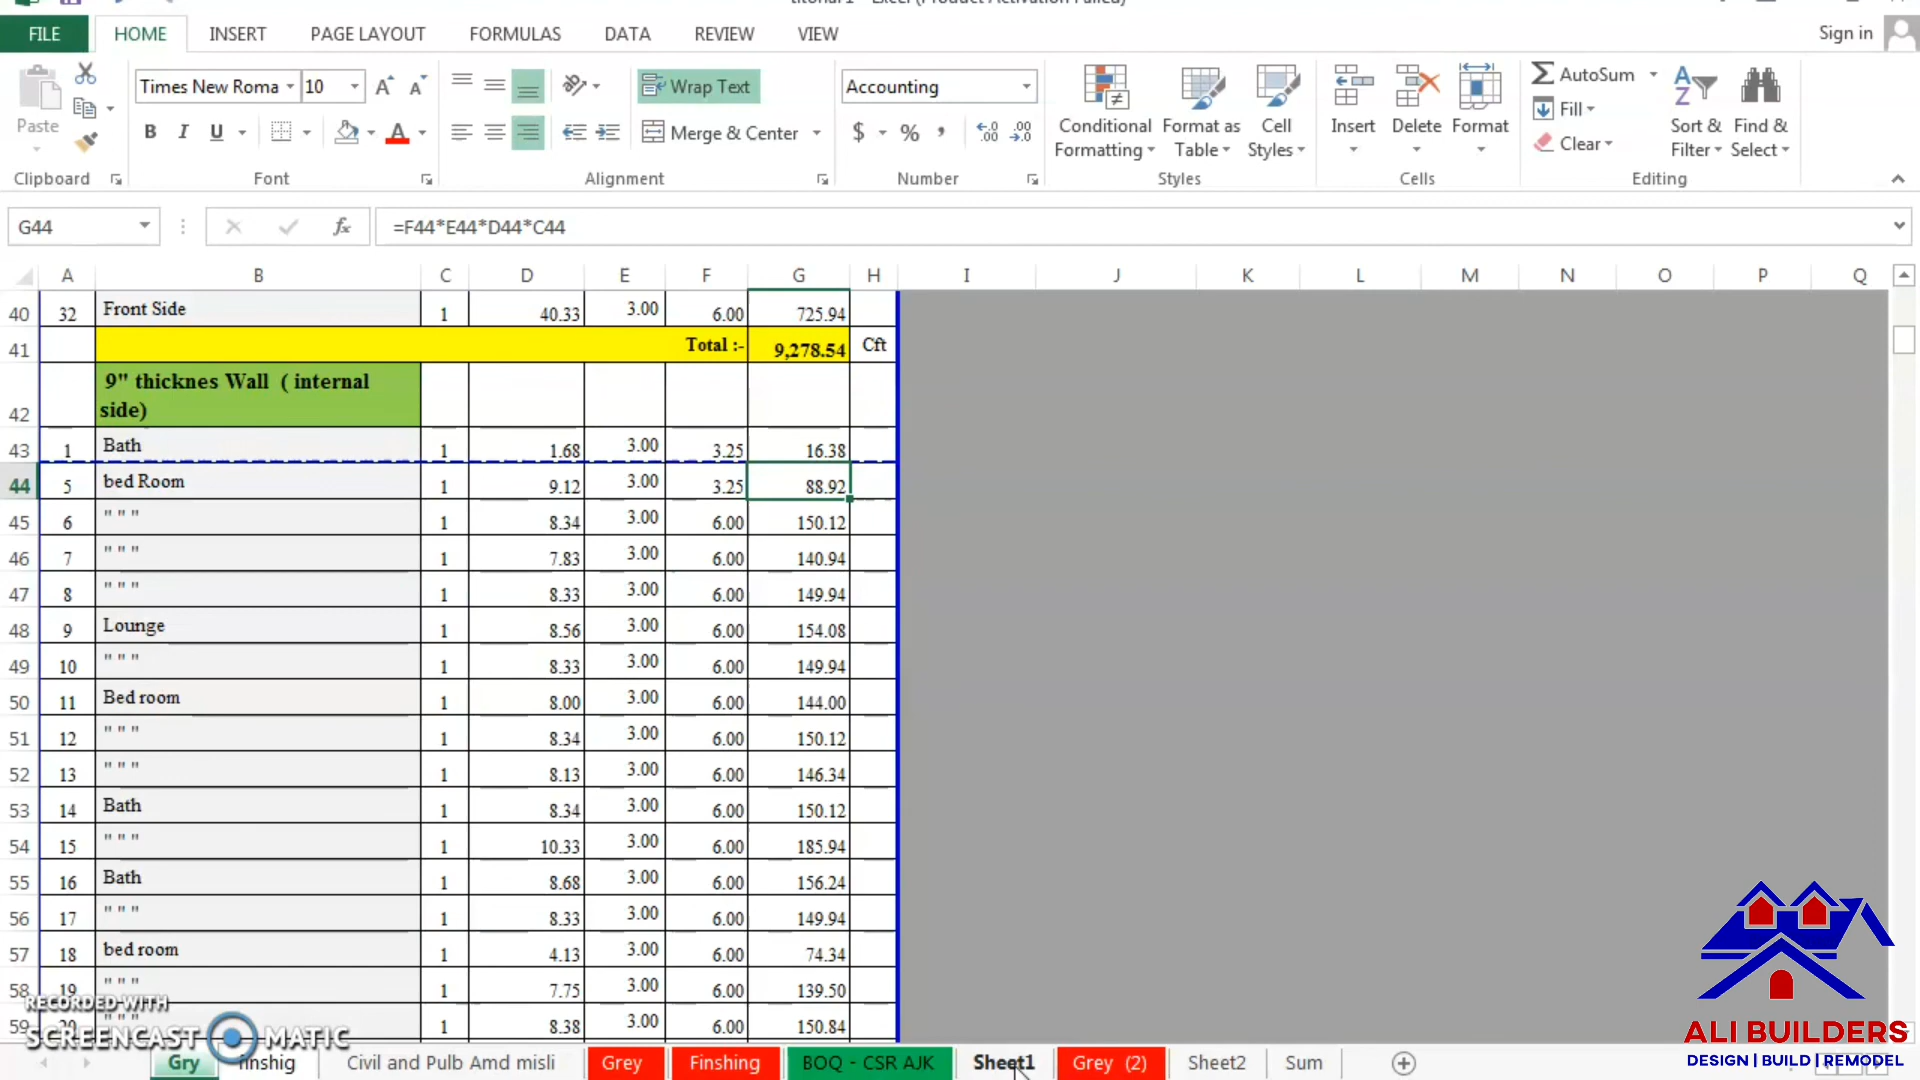 FILE HOME INSERT PAGE LAYOUT FORMULAS DATA REVIEW VIEW Sign in
Times New Roma 10 Wrap Text Accounting AutoSum
Paste B I U Merge & Center $ % , Conditional Formatting Format as Table Cell Styles Insert Delete Format Fill Clear Sort & Filter Find & Select
Clipboard Font Alignment Number Styles Cells Editing
G44 fx =F44*E44*D44*C44
A B C D E F G H I J K L M N O P Q
40 32 Front Side 1 40.33 3.00 6.00 725.94
41 Total :- 9,278.54 Cft
42 9" thicknes Wall ( internal
side)
43 1 Bath 1 1.68 3.00 3.25 16.38
44 5 bed Room 1 9.12 3.00 3.25 88.92
45 6 " " " 1 8.34 3.00 6.00 150.12
46 7 " " " 1 7.83 3.00 6.00 140.94
47 8 " " " 1 8.33 3.00 6.00 149.94
48 9 Lounge 1 8.56 3.00 6.00 154.08
49 10 " " " 1 8.33 3.00 6.00 149.94
50 11 Bed room 1 8.00 3.00 6.00 144.00
51 12 " " " 1 8.34 3.00 6.00 150.12
52 13 " " " 1 8.13 3.00 6.00 146.34
53 14 Bath 1 8.34 3.00 6.00 150.12
54 15 " " " 1 10.33 3.00 6.00 185.94
55 16 Bath 1 8.68 3.00 6.00 156.24
56 17 " " " 1 8.33 3.00 6.00 149.94
57 18 bed room 1 4.13 3.00 6.00 74.34
58 19 " " " 1 7.75 3.00 6.00 139.50
59 20 " " " 1 8.38 3.00 6.00 150.84
RECORDED WITH
SCREENCAST MATIC
ALI BUILDERS
DESIGN | BUILD | REMODEL
Gry finshig Civil and Pulb Amd misli Grey Finshing BOQ - CSR AJK Sheet1 Grey (2) Sheet2 Sum